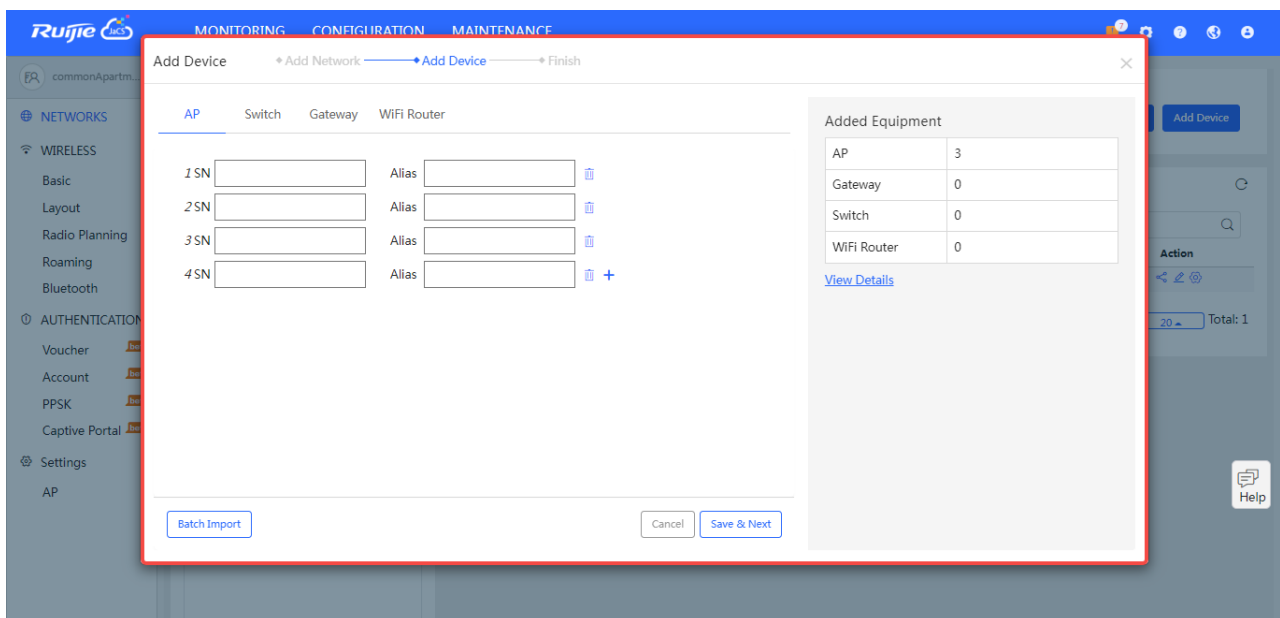 Ruijie JaCS MONITORING CONFIGURATION MAINTENANCE 7
commonApartm...
NETWORKS
WIRELESS
Basic
Layout
Radio Planning
Roaming
Bluetooth
AUTHENTICATION
Voucher
Account
PPSK
Captive Portal
Settings
AP
Add Device Add Network Add Device Finish
AP Switch Gateway WiFi Router
1 SN Alias
2 SN Alias
3 SN Alias
4 SN Alias
Batch Import Cancel Save & Next
Added Equipment
AP 3
Gateway 0
Switch 0
WiFi Router 0
View Details
Add Device
Action
20 Total: 1
Help